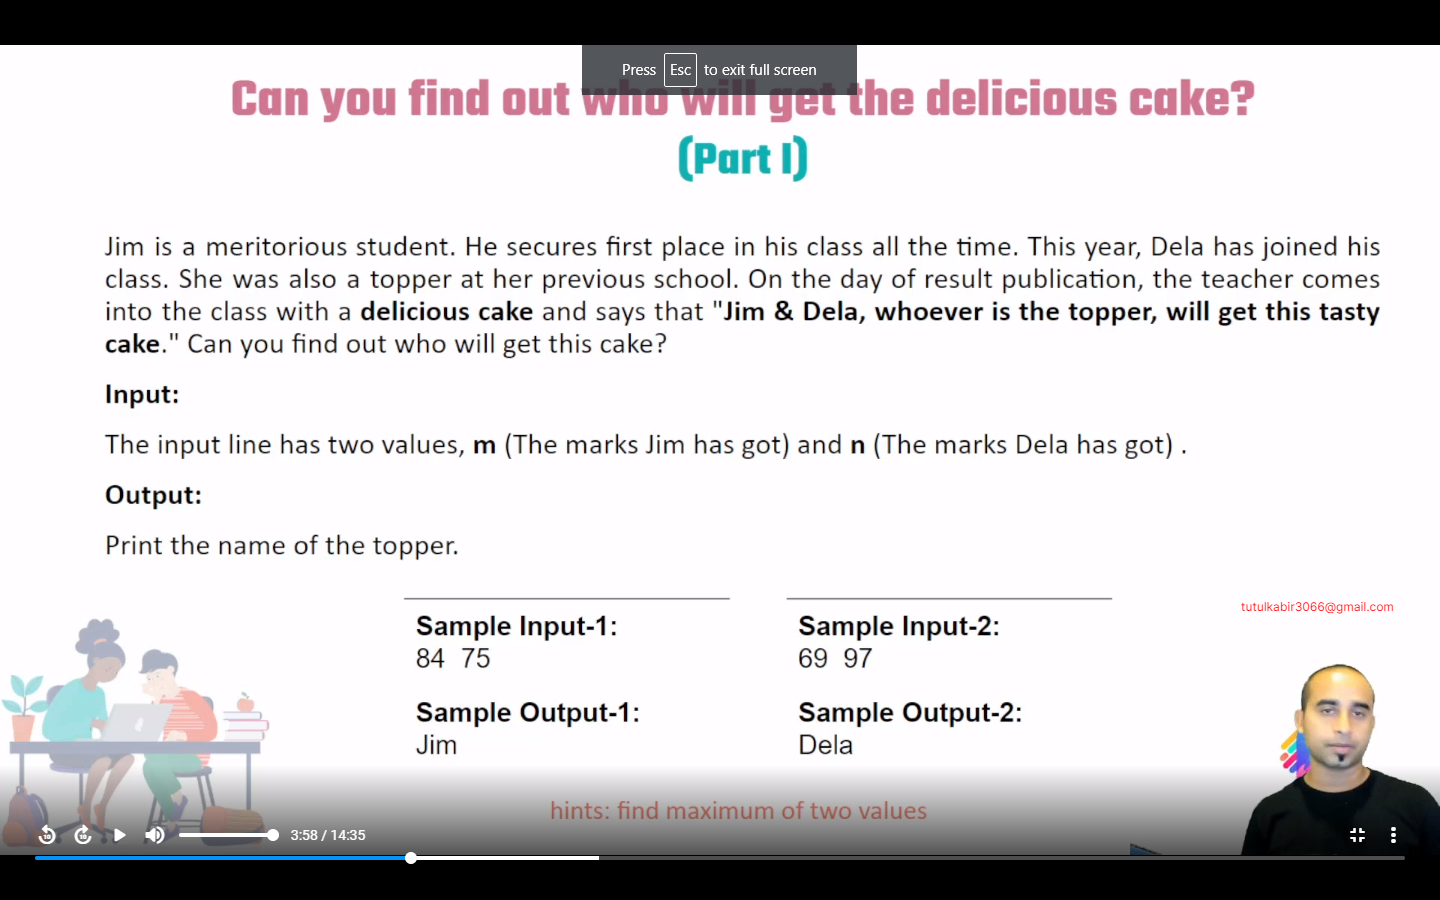 Press Esc to exit full screen
Can you find out who will get the delicious cake?
(Part I)
Jim is a meritorious student. He secures first place in his class all the time. This year, Dela has joined his
class. She was also a topper at her previous school. On the day of result publication, the teacher comes
into the class with a delicious cake and says that "Jim & Dela, whoever is the topper, will get this tasty
cake." Can you find out who will get this cake?
Input:
The input line has two values, m (The marks Jim has got) and n (The marks Dela has got) .
Output:
Print the name of the topper.
tutulkabir3066@gmail.com
Sample Input-1:
84 75
Sample Output-1:
Jim
Sample Input-2:
69 97
Sample Output-2:
Dela
hints: find maximum of two values
10 10 3:58 / 14:35